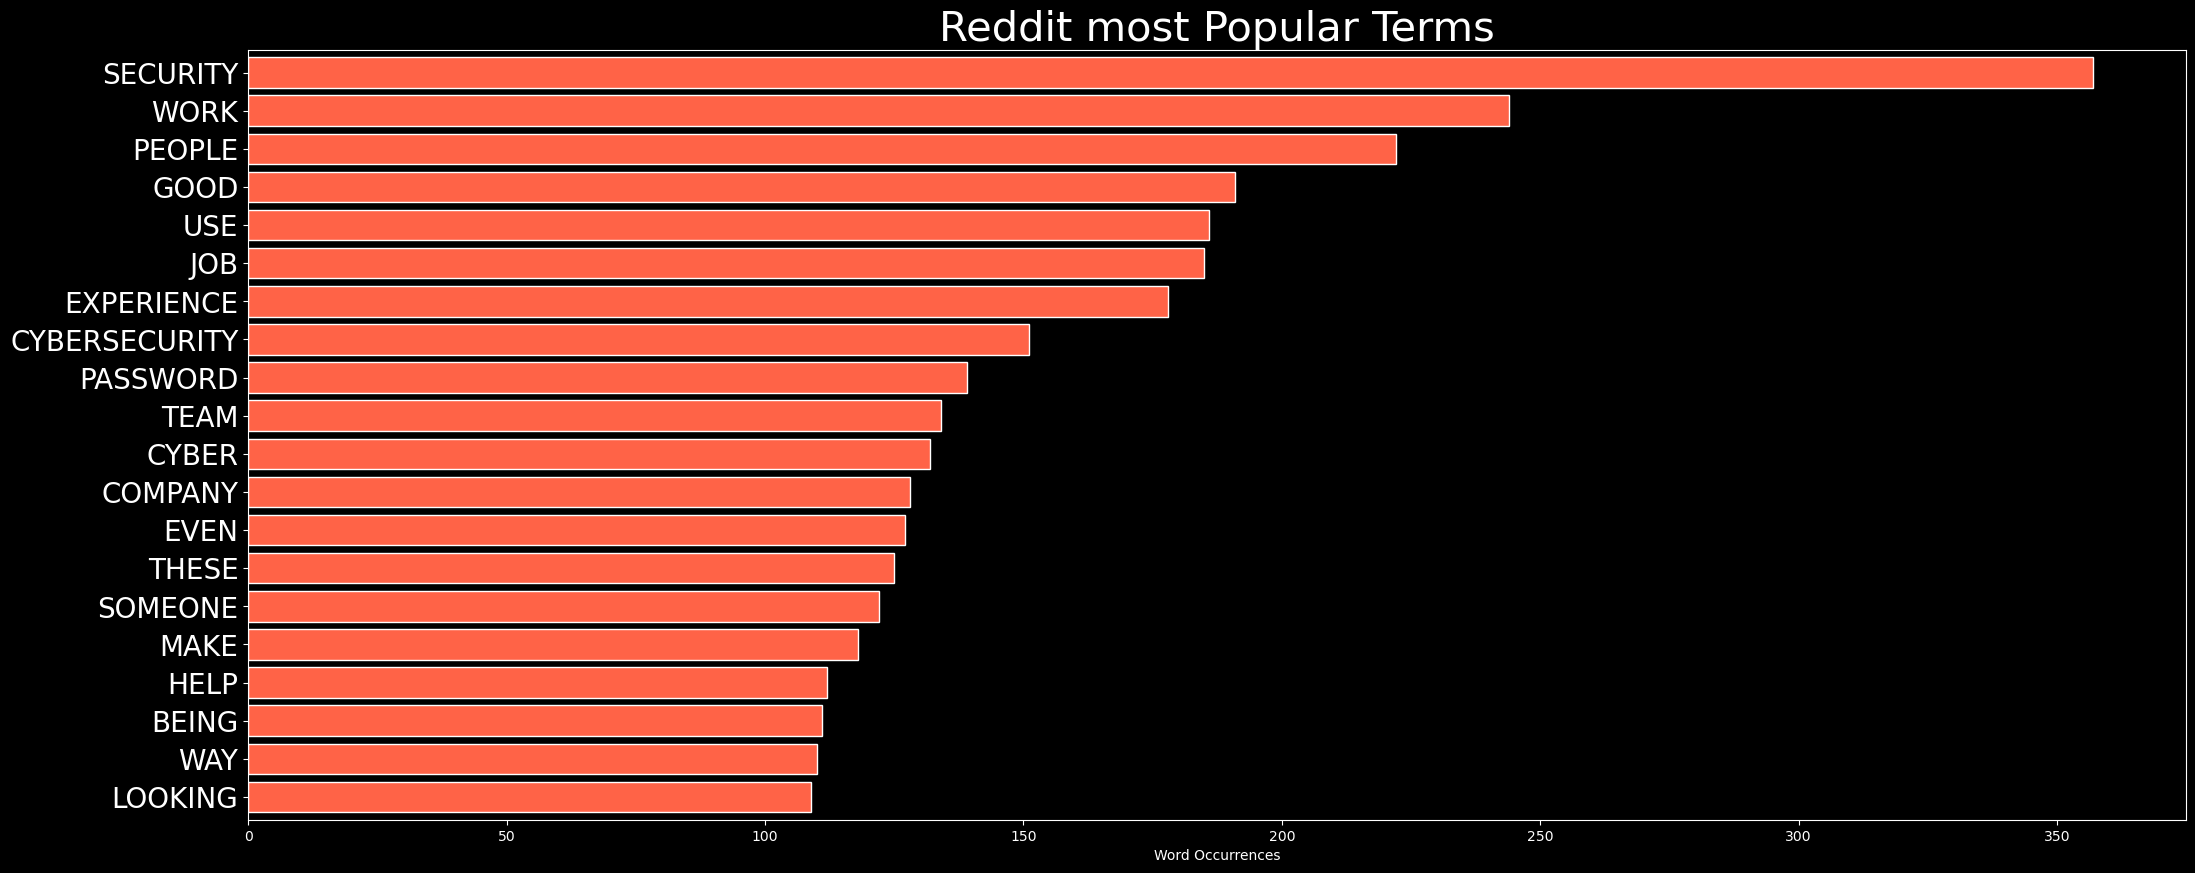 Reddit most Popular Terms
SECURITY
WORK
PEOPLE
GOOD
USE
JOB
EXPERIENCE
CYBERSECURITY
PASSWORD
TEAM
CYBER
COMPANY
EVEN
THESE
SOMEONE
MAKE
HELP
BEING
WAY
LOOKING
0 50 100 150 200 250 300 350
Word Occurrences